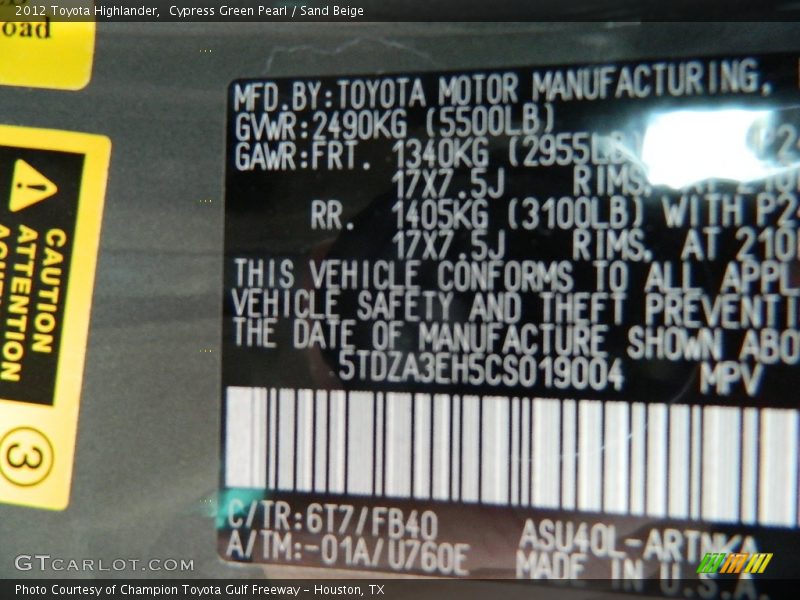 2012 Toyota Highlander,  Cypress Green Pearl / Sand Beige
oad
CAUTION
ATTENTION
3
MFD.BY:TOYOTA MOTOR MANUFACTURING,
GVWR:2490KG (5500LB)
GAWR:FRT. 1340KG (2955LB)
17X7.5J RIMS.
RR. 1405KG (3100LB) WITH P2
17X7.5J RIMS. AT 210
THIS VEHICLE CONFORMS TO ALL APPL
VEHICLE SAFETY AND THEFT PREVENTI
THE DATE OF MANUFACTURE SHOWN ABO
5TDZA3EH5CS019004 MPV
C/TR:6T7/FB40 ASU40L-ARTNKA
A/TM:-01A/U760E MADE IN U.S.A.
GTCARLOT.COM
Photo Courtesy of Champion Toyota Gulf Freeway - Houston, TX